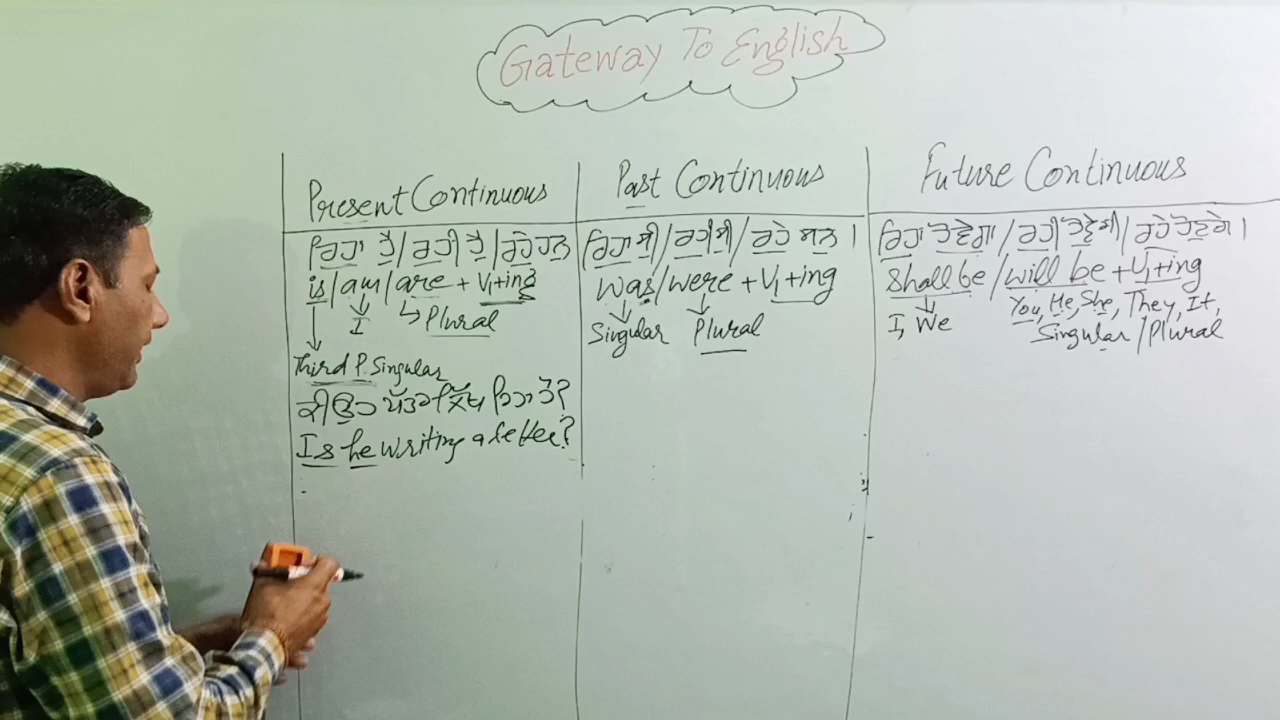 Gateway To English
Present Continuous
ਰਿਹਾ ਹੈ/ਰਹੀ ਹੈ/ਰਹੇ ਹਨ
is/am/are + V1+ing
I
Plural
Third P. Singular
ਕੀ ਉਹ ਪੱਤਰ ਲਿੱਖ ਰਿਹਾ ਹੈ?
Is he writing a letter?
Past Continuous
ਰਿਹਾ ਸੀ/ਰਹੀ ਸੀ/ਰਹੇ ਸਨ।
was/were + V1+ing
Singular Plural
Future Continuous
ਰਿਹਾ ਹੋਵੇਗਾ/ਰਹੀ ਹੋਵੇਗੀ/ਰਹੇ ਹੋਣਗੇ।
Shall be/will be + V1+ing
I, We
You, He, She, They, It,
Singular/Plural